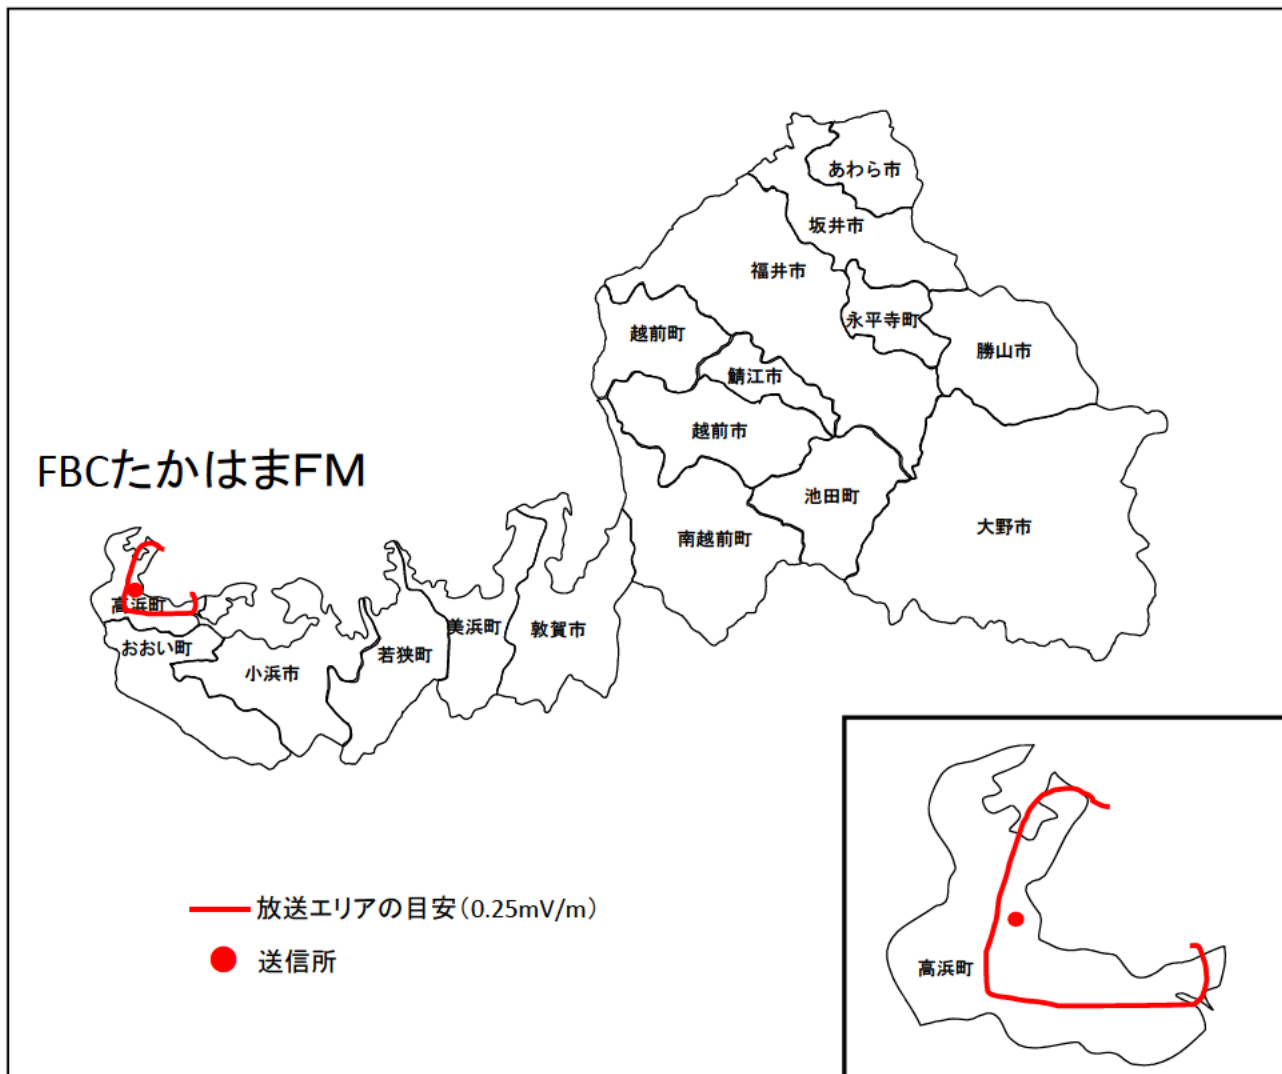 あわら市
坂井市
福井市
永平寺町
越前町
勝山市
鯖江市
越前市
FBCたかはまFM
池田町
大野市
南越前町
高浜町
美浜町
敦賀市
おおい町
若狭町
小浜市
放送エリアの目安(0.25mV/m)
送信所
高浜町